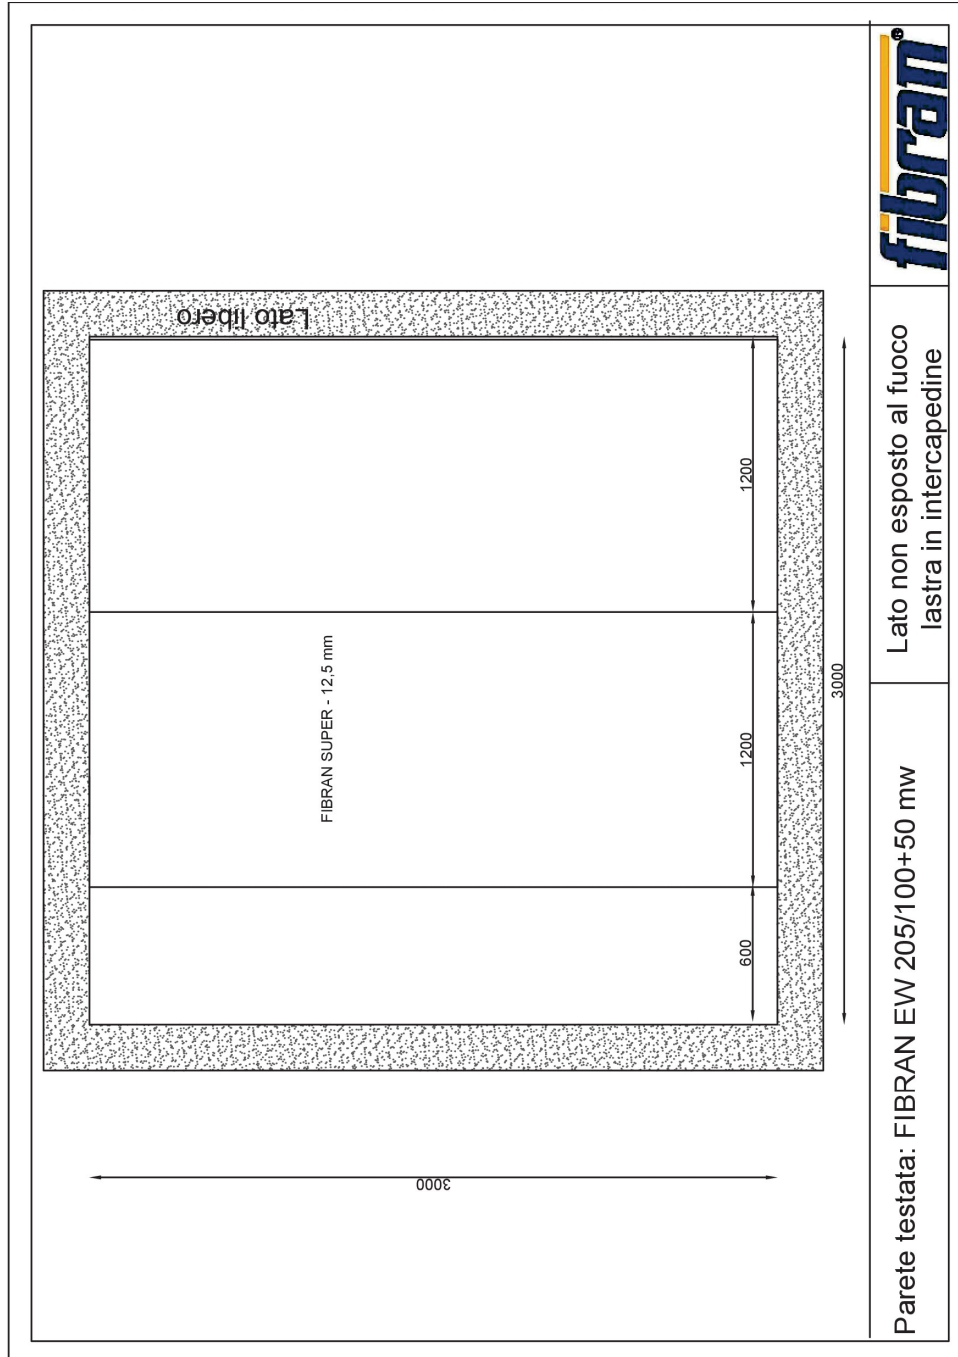 Lato libero
FIBRAN SUPER - 12,5 mm
600
1200
1200
3000
3000
Parete testata: FIBRAN EW 205/100+50 mw
Lato non esposto al fuoco
lastra in intercapedine
fibran®